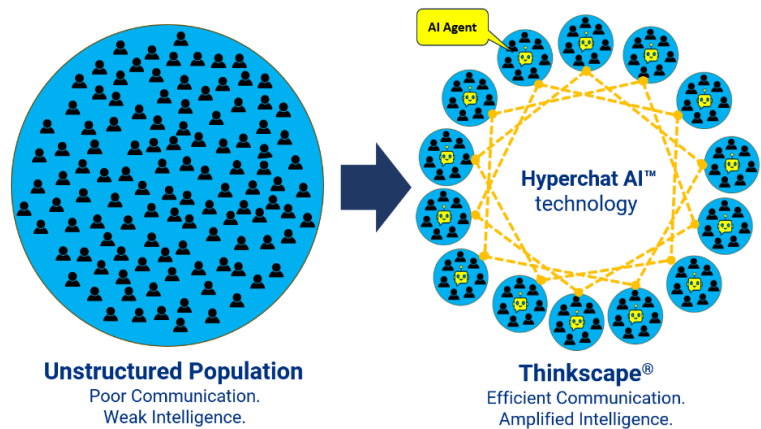 AI Agent
Hyperchat AI™
technology
Unstructured Population
Poor Communication.
Weak Intelligence.
Thinkscape®
Efficient Communication.
Amplified Intelligence.